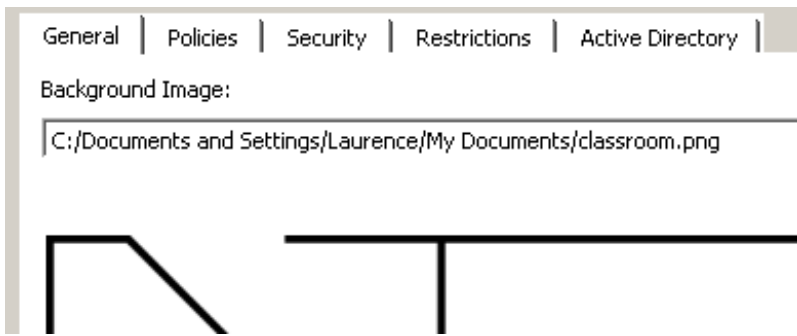 General Policies Security Restrictions Active Directory
Background Image:
C:/Documents and Settings/Laurence/My Documents/classroom.png